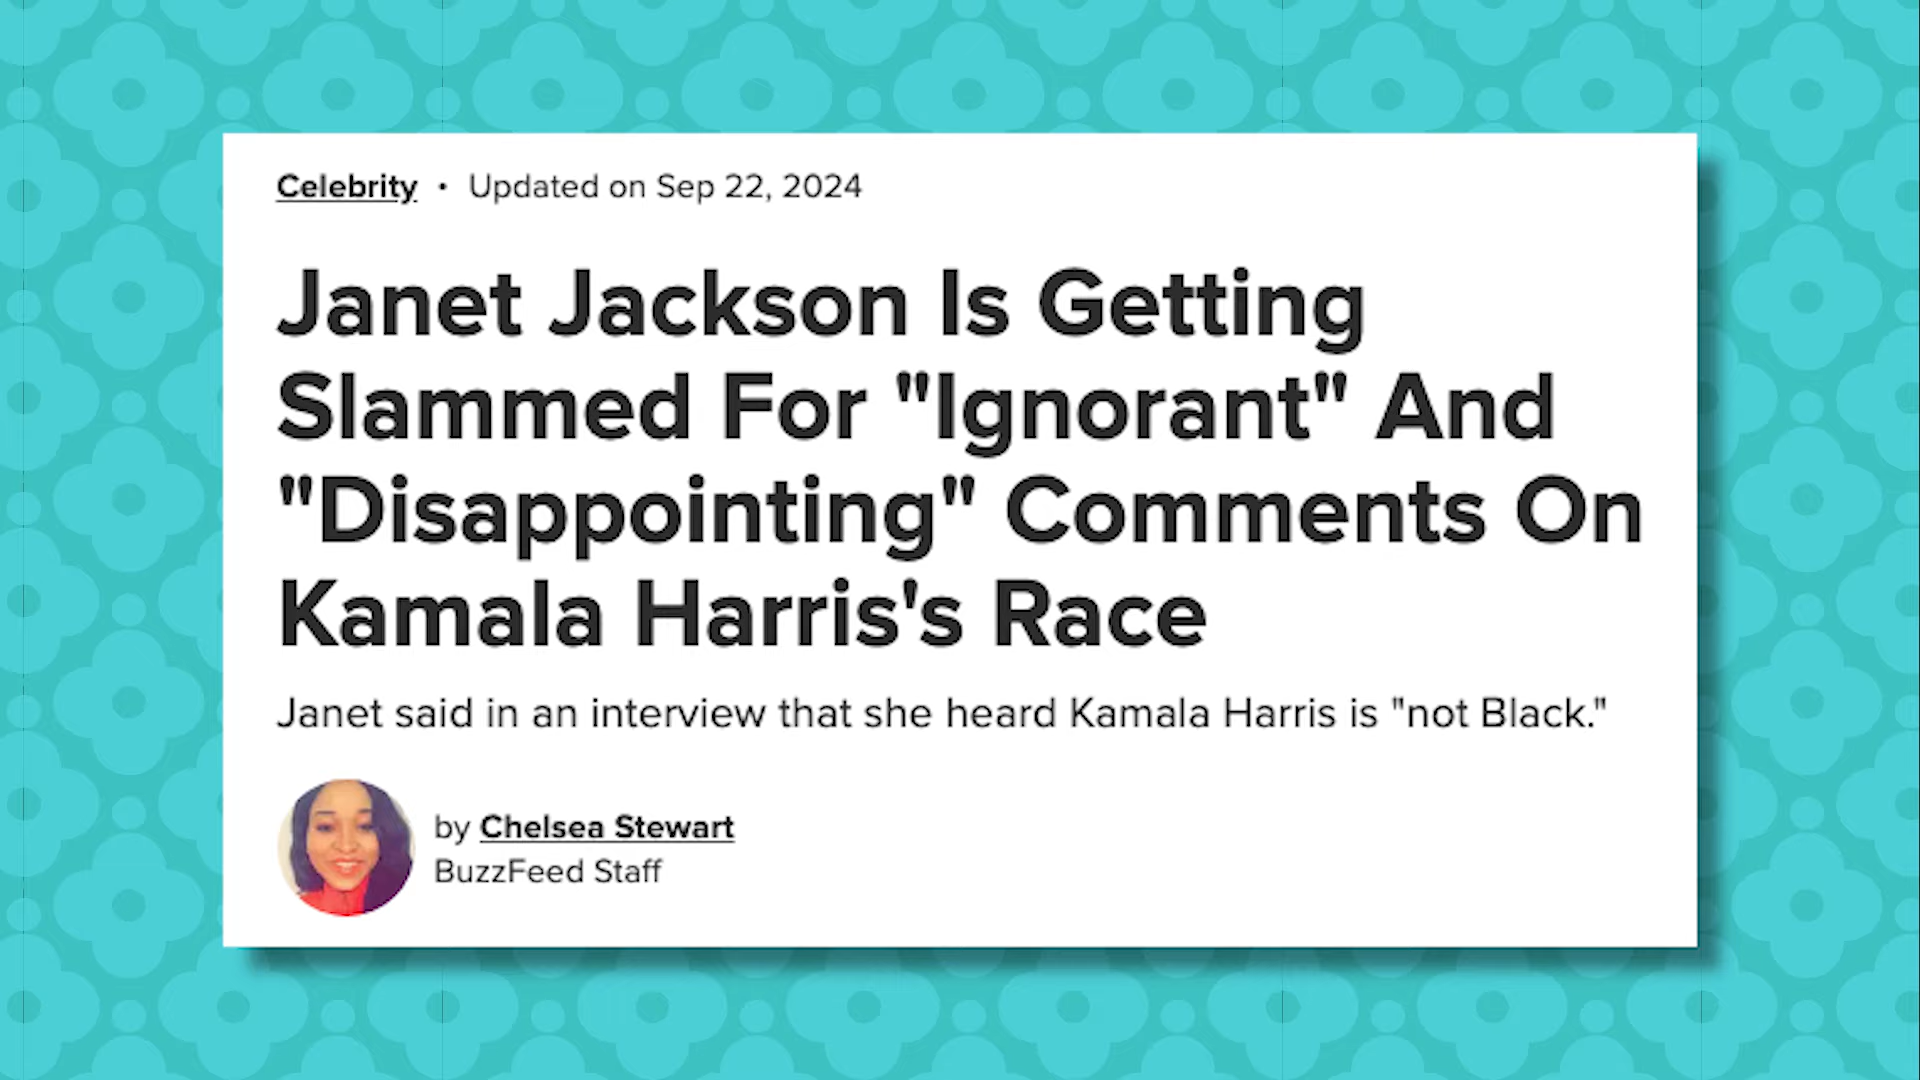 Celebrity • Updated on Sep 22, 2024
Janet Jackson Is Getting
Slammed For "Ignorant" And
"Disappointing" Comments On
Kamala Harris's Race
Janet said in an interview that she heard Kamala Harris is "not Black."
by Chelsea Stewart
BuzzFeed Staff